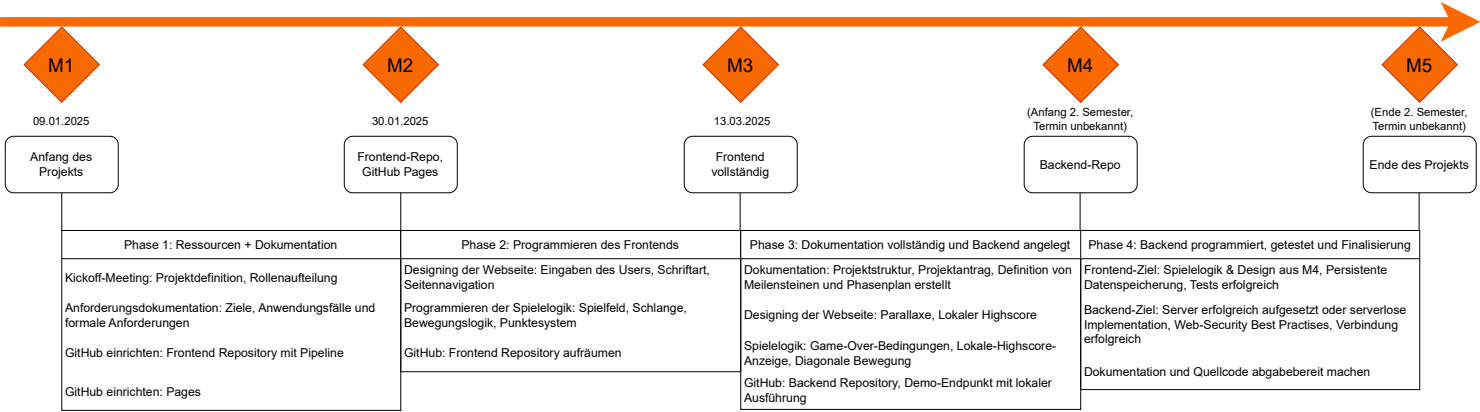 M1
M2
M3
M4
M5
09.01.2025
30.01.2025
13.03.2025
(Anfang 2. Semester,
Termin unbekannt)
(Ende 2. Semester,
Termin unbekannt)
Anfang des
Projekts
Frontend-Repo,
GitHub Pages
Frontend
vollständig
Backend-Repo
Ende des Projekts
Phase 1: Ressourcen + Dokumentation
Kickoff-Meeting: Projektdefinition, Rollenaufteilung
Anforderungsdokumentation: Ziele, Anwendungsfälle und
formale Anforderungen
GitHub einrichten: Frontend Repository mit Pipeline
GitHub einrichten: Pages
Phase 2: Programmieren des Frontends
Designing der Webseite: Eingaben des Users, Schriftart,
Seitennavigation
Programmieren der Spielelogik: Spielfeld, Schlange,
Bewegungslogik, Punktesystem
GitHub: Frontend Repository aufräumen
Phase 3: Dokumentation vollständig und Backend angelegt
Dokumentation: Projektstruktur, Projektantrag, Definition von
Meilensteinen und Phasenplan erstellt
Designing der Webseite: Parallaxe, Lokaler Highscore
Spielelogik: Game-Over-Bedingungen, Lokale-Highscore-
Anzeige, Diagonale Bewegung
GitHub: Backend Repository, Demo-Endpunkt mit lokaler
Ausführung
Phase 4: Backend programmiert, getestet und Finalisierung
Frontend-Ziel: Spielelogik & Design aus M4, Persistente
Datenspeicherung, Tests erfolgreich
Backend-Ziel: Server erfolgreich aufgesetzt oder serverlose
Implementation, Web-Security Best Practises, Verbindung
erfolgreich
Dokumentation und Quellcode abgabebereit machen